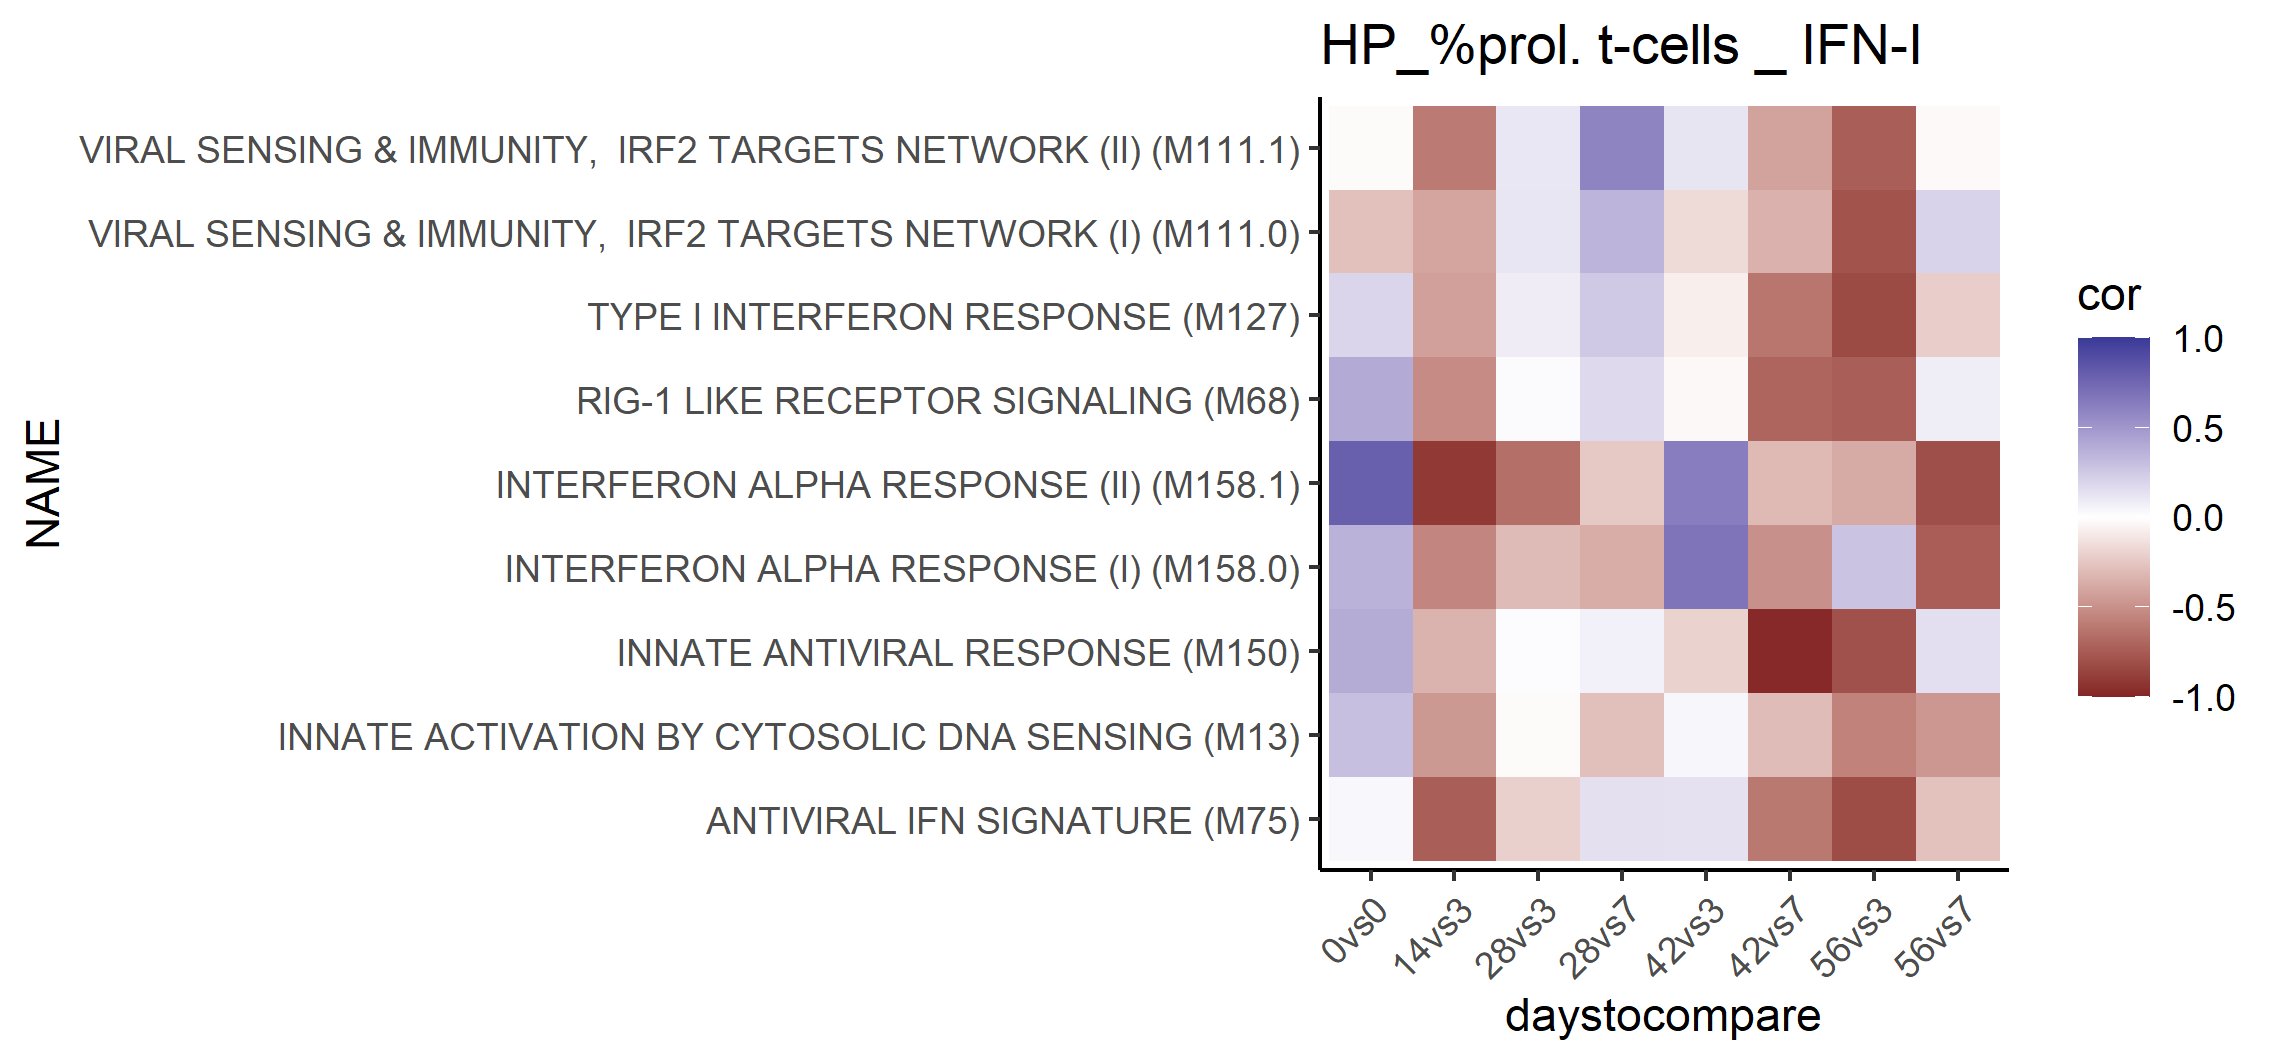 HP_%prol. t-cells _ IFN-I
NAME
VIRAL SENSING & IMMUNITY,  IRF2 TARGETS NETWORK (II) (M111.1)
VIRAL SENSING & IMMUNITY,  IRF2 TARGETS NETWORK (I) (M111.0)
TYPE I INTERFERON RESPONSE (M127)
RIG-1 LIKE RECEPTOR SIGNALING (M68)
INTERFERON ALPHA RESPONSE (II) (M158.1)
INTERFERON ALPHA RESPONSE (I) (M158.0)
INNATE ANTIVIRAL RESPONSE (M150)
INNATE ACTIVATION BY CYTOSOLIC DNA SENSING (M13)
ANTIVIRAL IFN SIGNATURE (M75)
0vs0
14vs3
28vs3
28vs7
42vs3
42vs7
56vs3
56vs7
daystocompare
cor
1.0
0.5
0.0
-0.5
-1.0